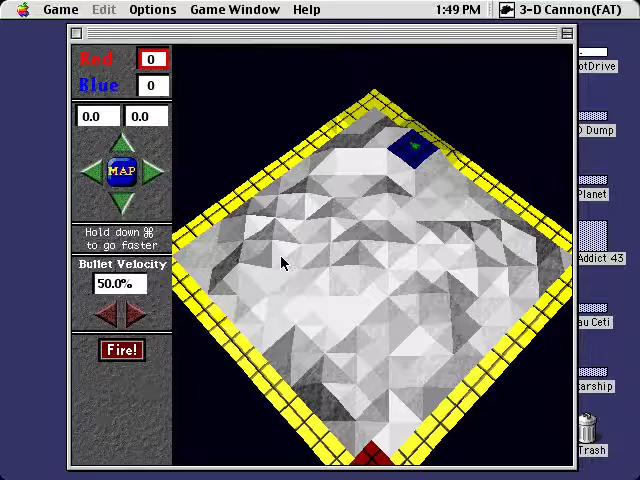 Game Edit Options Game Window Help 1:49 PM 3-D Cannon(FAT)
Red 0
Blue 0
0.0 0.0
MAP
Hold down ⌘
to go faster
Bullet Velocity
50.0%
Fire!
otDrive
D Dump
Planet
Addict 43
au Ceti
arship
Trash